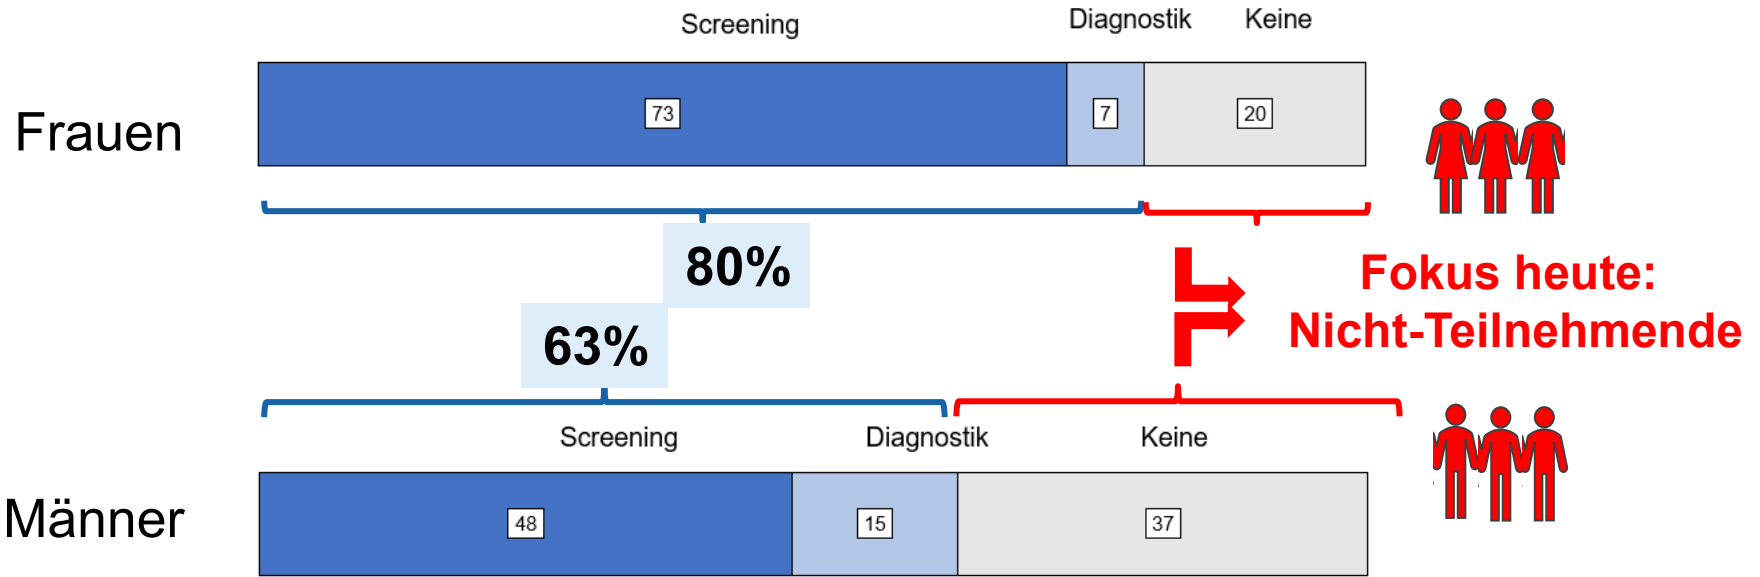 Screening Diagnostik Keine
Frauen 73 7 20
80%
Fokus heute:
63%
Nicht-Teilnehmende
Screening Diagnostik Keine
Männer 48 15 37